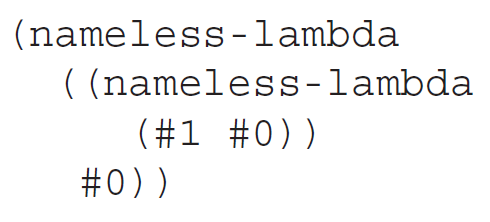 (nameless-lambda
((nameless-lambda
(#1 #0))
#0))